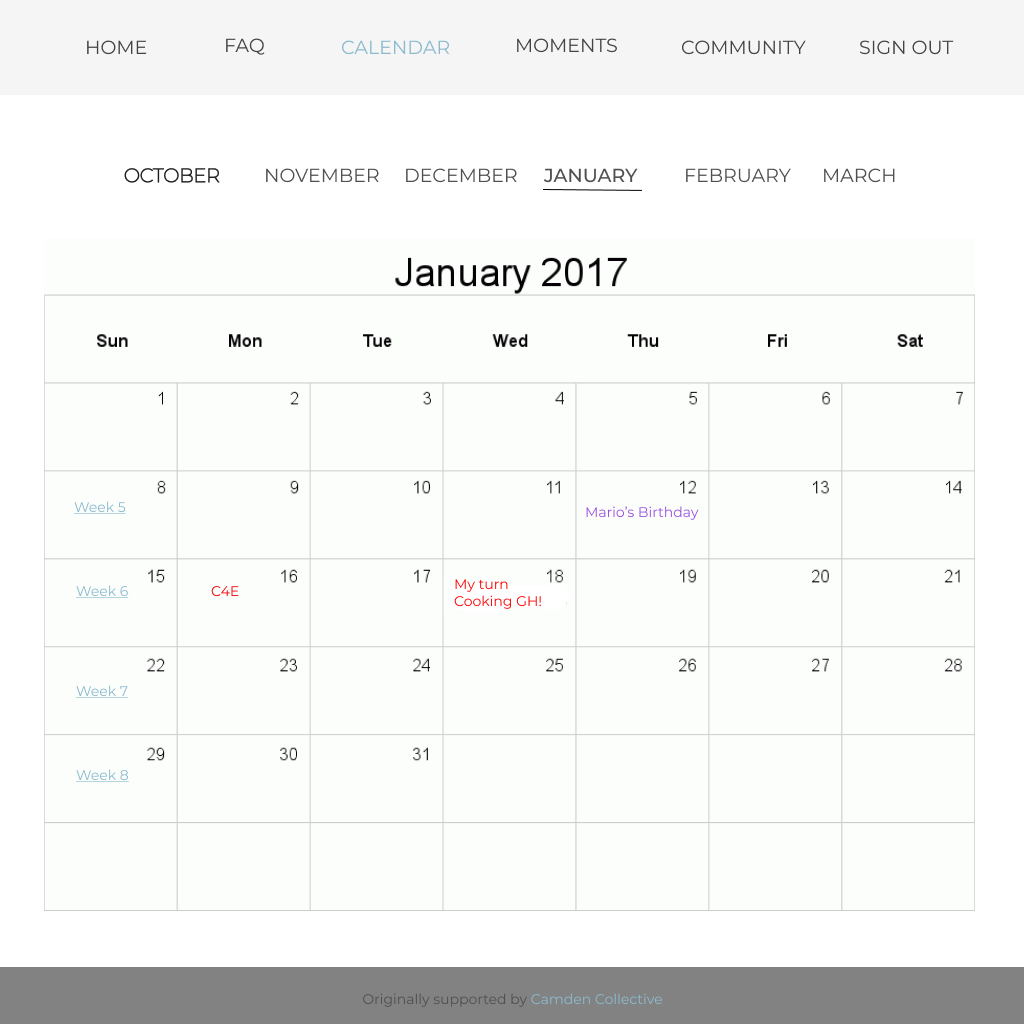 HOME FAQ CALENDAR MOMENTS COMMUNITY SIGN OUT
OCTOBER NOVEMBER DECEMBER JANUARY FEBRUARY MARCH
January 2017
Sun Mon Tue Wed Thu Fri Sat
1 2 3 4 5 6 7
8 9 10 11 12 13 14
Week 5 Mario’s Birthday
15 16 17 18 19 20 21
Week 6 C4E My turn
Cooking GH!
22 23 24 25 26 27 28
Week 7
29 30 31
Week 8
Originally supported by Camden Collective